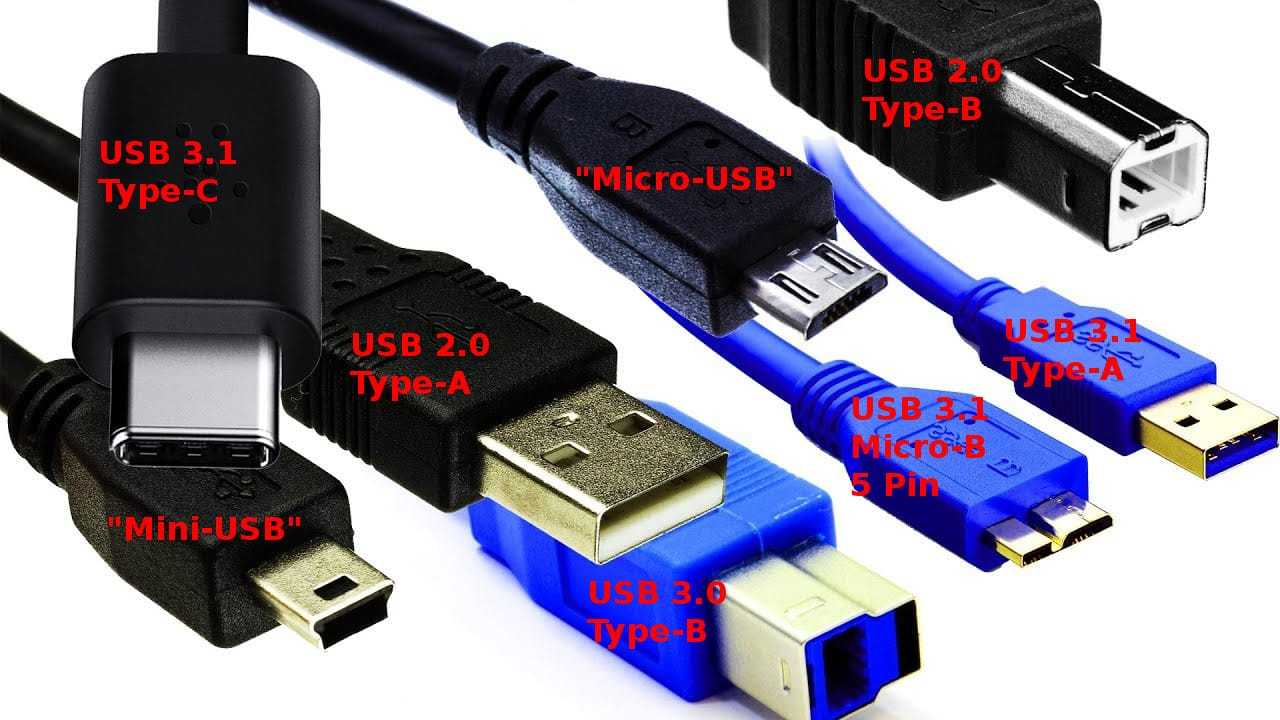 USB 2.0
Type-B
USB 3.1
Type-C
"Micro-USB"
USB 2.0
Type-A
USB 3.1
Type-A
USB 3.1
Micro-B
5 Pin
"Mini-USB"
USB 3.0
Type-B